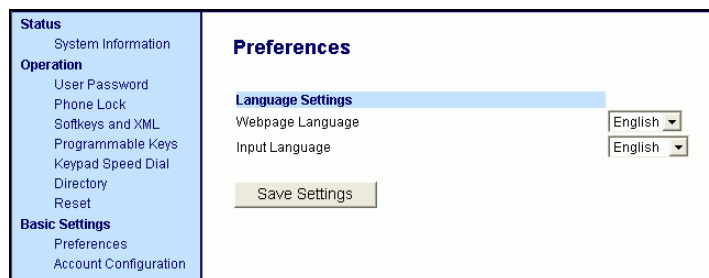 Status
System Information
Operation
User Password
Phone Lock
Softkeys and XML
Programmable Keys
Keypad Speed Dial
Directory
Reset
Basic Settings
Preferences
Account Configuration
Preferences
Language Settings
Webpage Language English
Input Language English
Save Settings